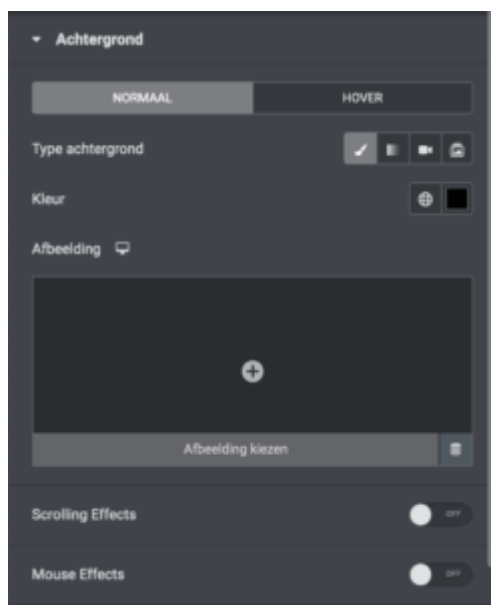 Achtergrond
NORMAAL HOVER
Type achtergrond
Kleur
Afbeelding
Afbeelding kiezen
Scrolling Effects OFF
Mouse Effects OFF